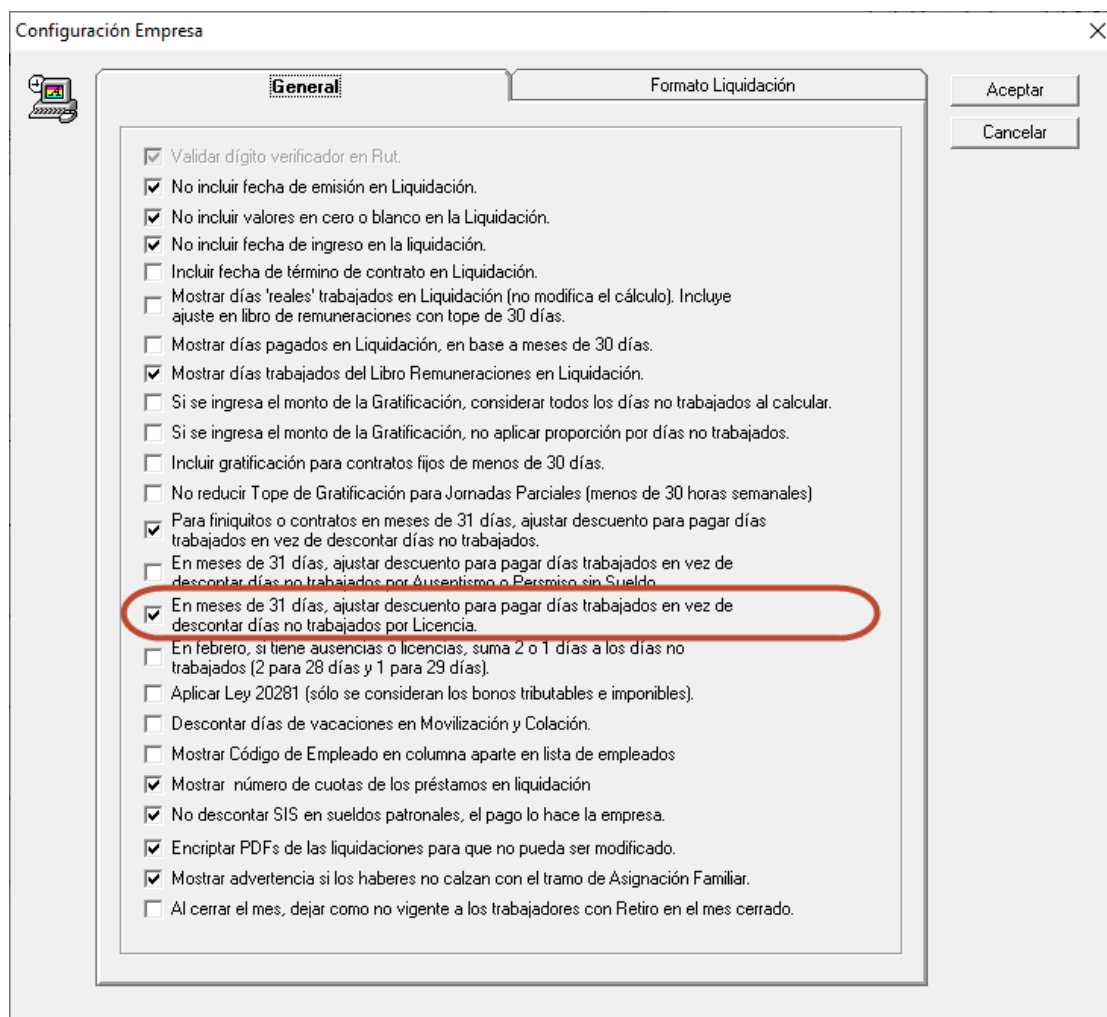 Configuración Empresa
General
Formato Liquidación
Aceptar
Cancelar
Validar dígito verificador en Rut.
No incluir fecha de emisión en Liquidación.
No incluir valores en cero o blanco en la Liquidación.
No incluir fecha de ingreso en la liquidación.
Incluir fecha de término de contrato en Liquidación.
Mostrar días 'reales' trabajados en Liquidación (no modifica el cálculo). Incluye
ajuste en libro de remuneraciones con tope de 30 días.
Mostrar días pagados en Liquidación, en base a meses de 30 días.
Mostrar días trabajados del Libro Remuneraciones en Liquidación.
Si se ingresa el monto de la Gratificación, considerar todos los días no trabajados al calcular.
Si se ingresa el monto de la Gratificación, no aplicar proporción por días no trabajados.
Incluir gratificación para contratos fijos de menos de 30 días.
No reducir Tope de Gratificación para Jornadas Parciales (menos de 30 horas semanales)
Para finiquitos o contratos en meses de 31 días, ajustar descuento para pagar días
trabajados en vez de descontar días no trabajados.
En meses de 31 días, ajustar descuento para pagar días trabajados en vez de
descontar días no trabajados por Ausentismo o Persmiso sin Sueldo
En meses de 31 días, ajustar descuento para pagar días trabajados en vez de
descontar días no trabajados por Licencia.
En febrero, si tiene ausencias o licencias, suma 2 o 1 días a los días no
trabajados (2 para 28 días y 1 para 29 días).
Aplicar Ley 20281 (sólo se consideran los bonos tributables e imponibles).
Descontar días de vacaciones en Movilización y Colación.
Mostrar Código de Empleado en columna aparte en lista de empleados
Mostrar  número de cuotas de los préstamos en liquidación
No descontar SIS en sueldos patronales, el pago lo hace la empresa.
Encriptar PDFs de las liquidaciones para que no pueda ser modificado.
Mostrar advertencia si los haberes no calzan con el tramo de Asignación Familiar.
Al cerrar el mes, dejar como no vigente a los trabajadores con Retiro en el mes cerrado.